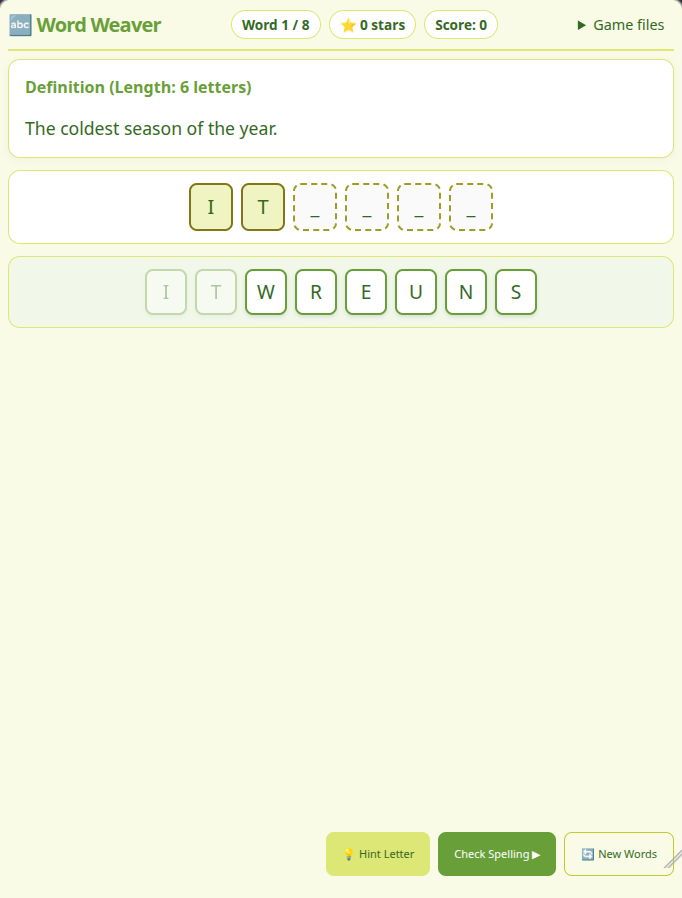 🔤 Word Weaver
Word 1 / 8
⭐ 0 stars
Score: 0
▶ Game files
Definition (Length: 6 letters)
The coldest season of the year.
I T _ _ _ _
I T W R E U N S
💡 Hint Letter
Check Spelling ▶
🔄 New Words